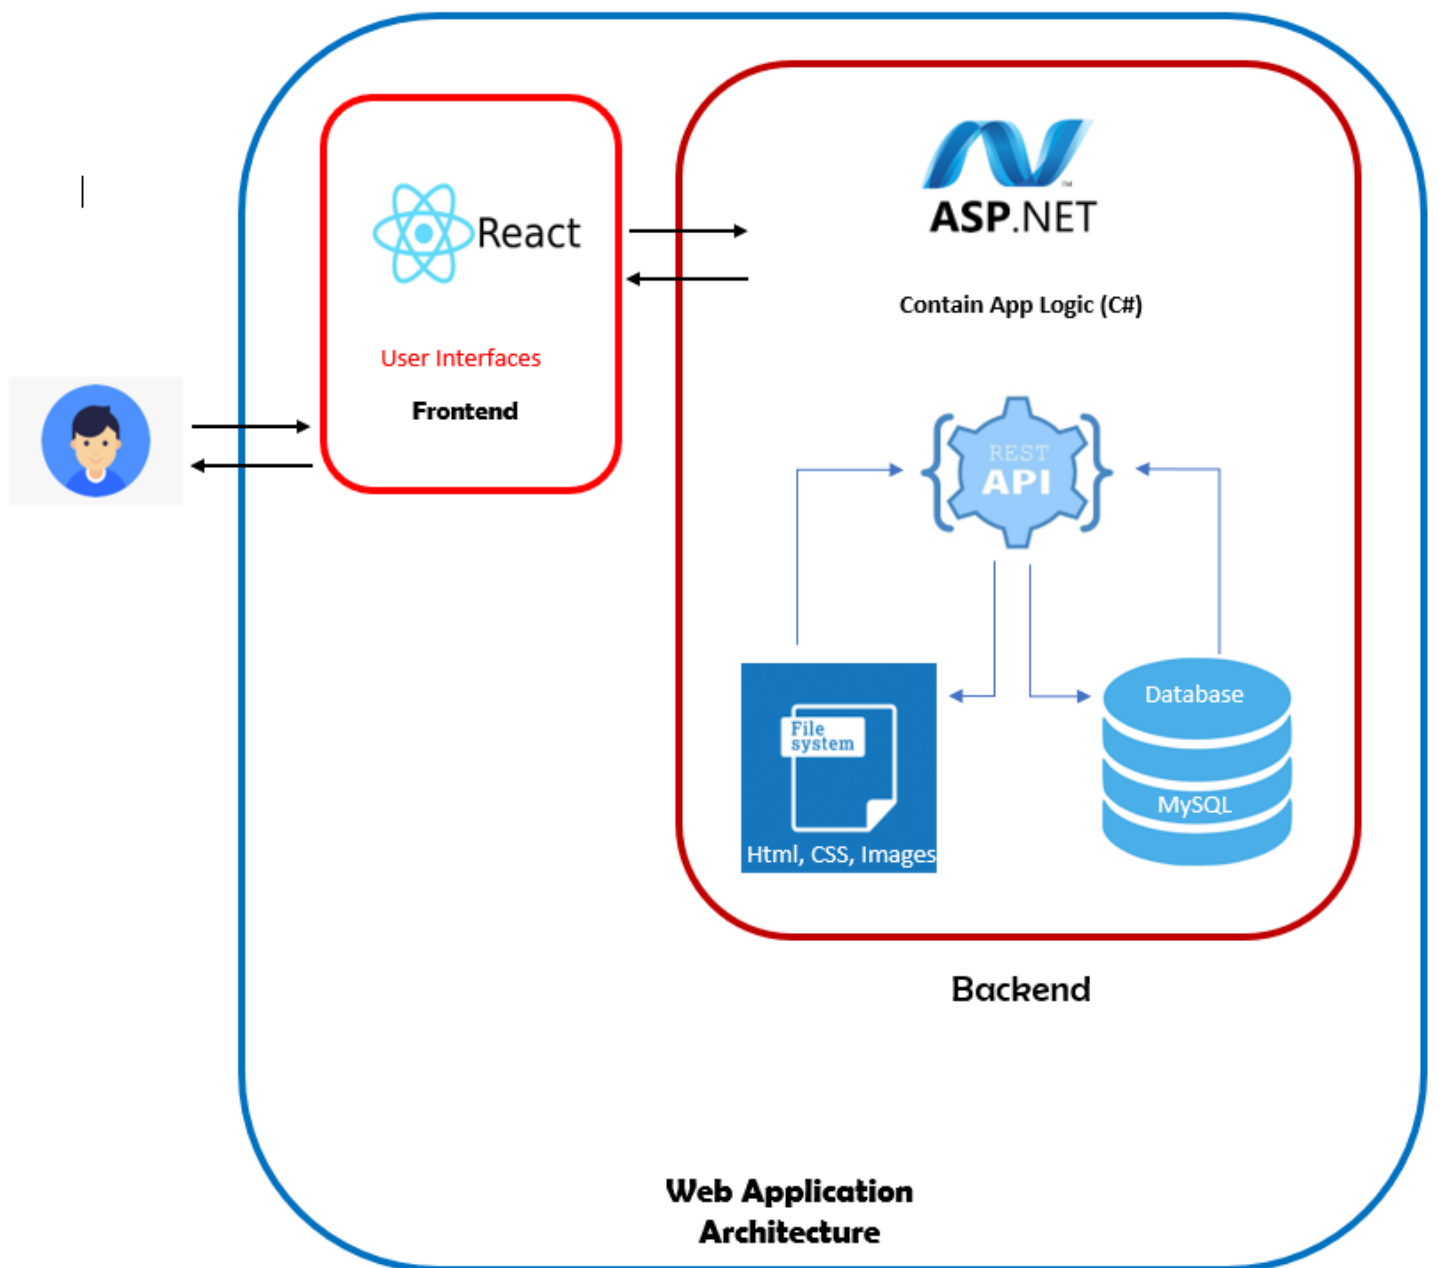 React
User Interfaces
Frontend
TM
ASP.NET
Contain App Logic (C#)
REST
API
File
system
Html, CSS, Images
Database
MySQL
Backend
Web Application
Architecture